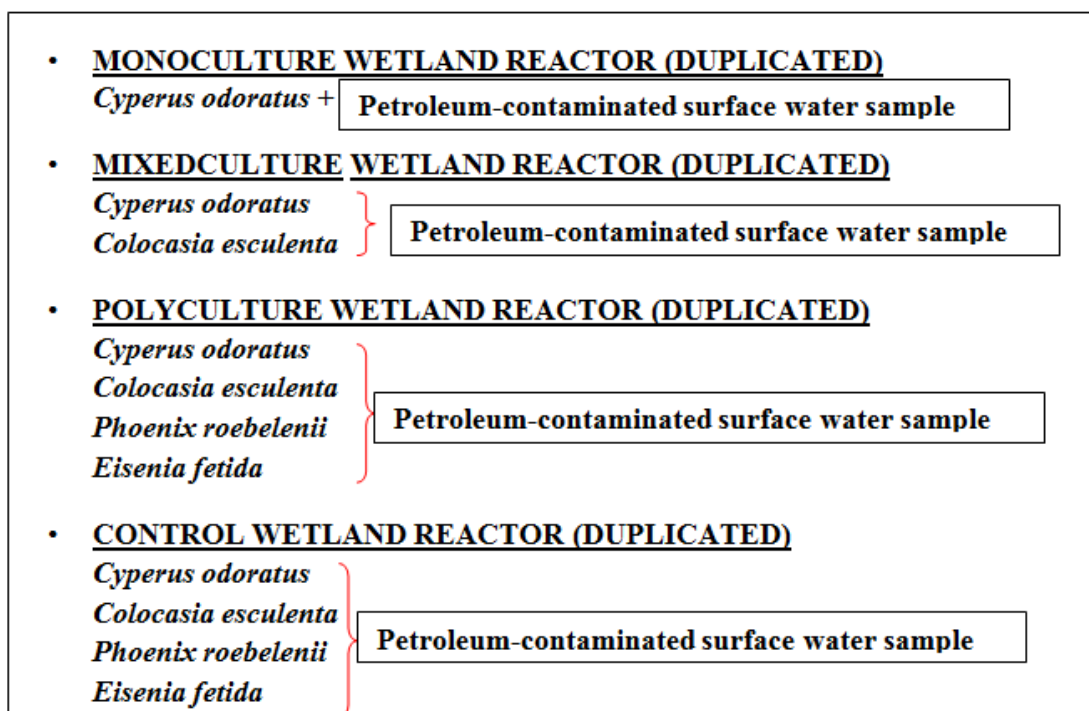 • MONOCULTURE WETLAND REACTOR (DUPLICATED)
Cyperus odoratus + Petroleum-contaminated surface water sample
• MIXEDCULTURE WETLAND REACTOR (DUPLICATED)
Cyperus odoratus
Colocasia esculenta
Petroleum-contaminated surface water sample
• POLYCULTURE WETLAND REACTOR (DUPLICATED)
Cyperus odoratus
Colocasia esculenta
Phoenix roebelenii
Eisenia fetida
Petroleum-contaminated surface water sample
• CONTROL WETLAND REACTOR (DUPLICATED)
Cyperus odoratus
Colocasia esculenta
Phoenix roebelenii
Eisenia fetida
Petroleum-contaminated surface water sample